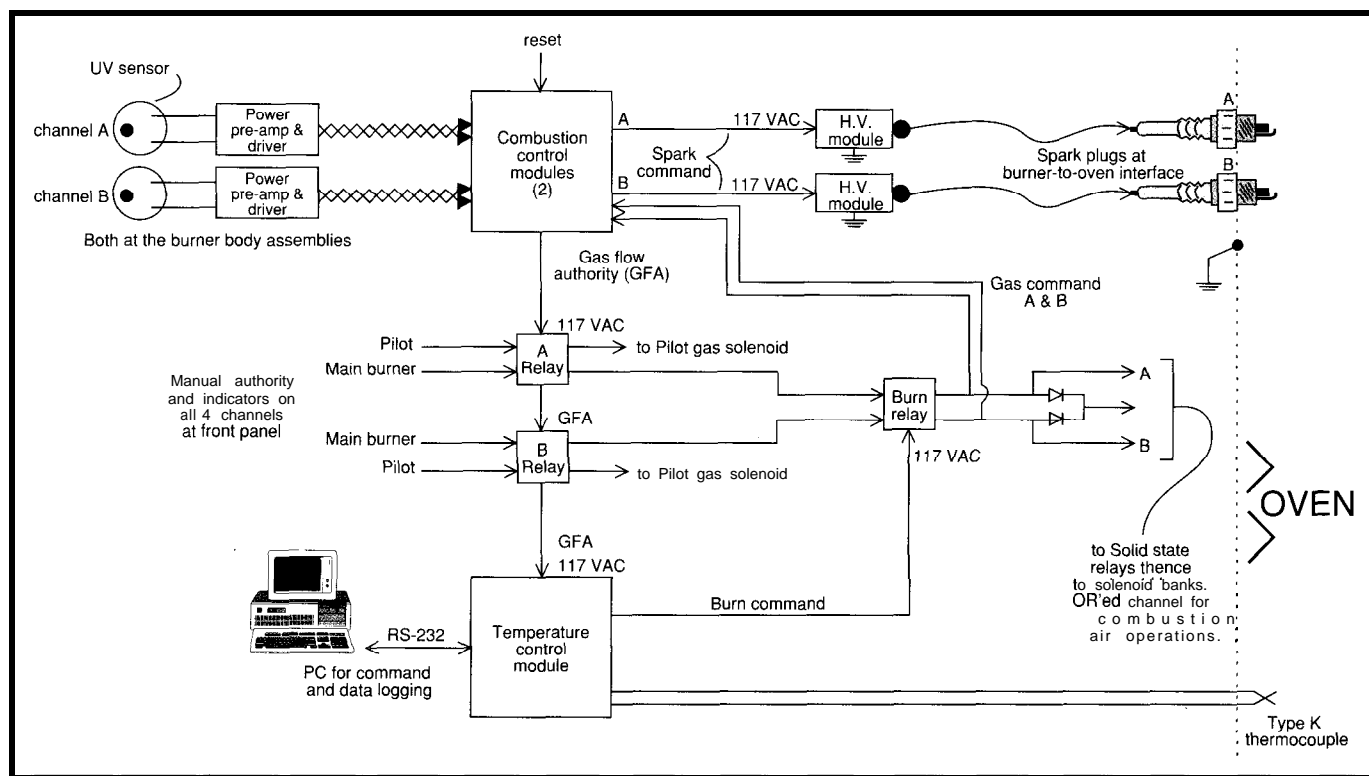 reset
UV sensor
channel A
Power
pre-amp &
driver
channel B
Power
pre-amp &
driver
Both at the burner body assemblies
Combustion
control
modules
(2)
A
117 VAC
Spark
command
B
117 VAC
H.V.
module
H.V.
module
A
Spark plugs at
burner-to-oven interface
B
Gas flow
authority (GFA)
Gas command
A & B
117 VAC
Pilot
A
Relay
to Pilot gas solenoid
Main burner
Manual authority
and indicators on
all 4 channels
at front panel
GFA
Main burner
B
Relay
Pilot
to Pilot gas solenoid
Burn
relay
117 VAC
A
B
OVEN
to Solid state
relays thence
to solenoid banks.
OR'ed channel for
combustion
air operations.
GFA
117 VAC
Burn command
RS-232
Temperature
control
module
PC for command
and data logging
Type K
thermocouple